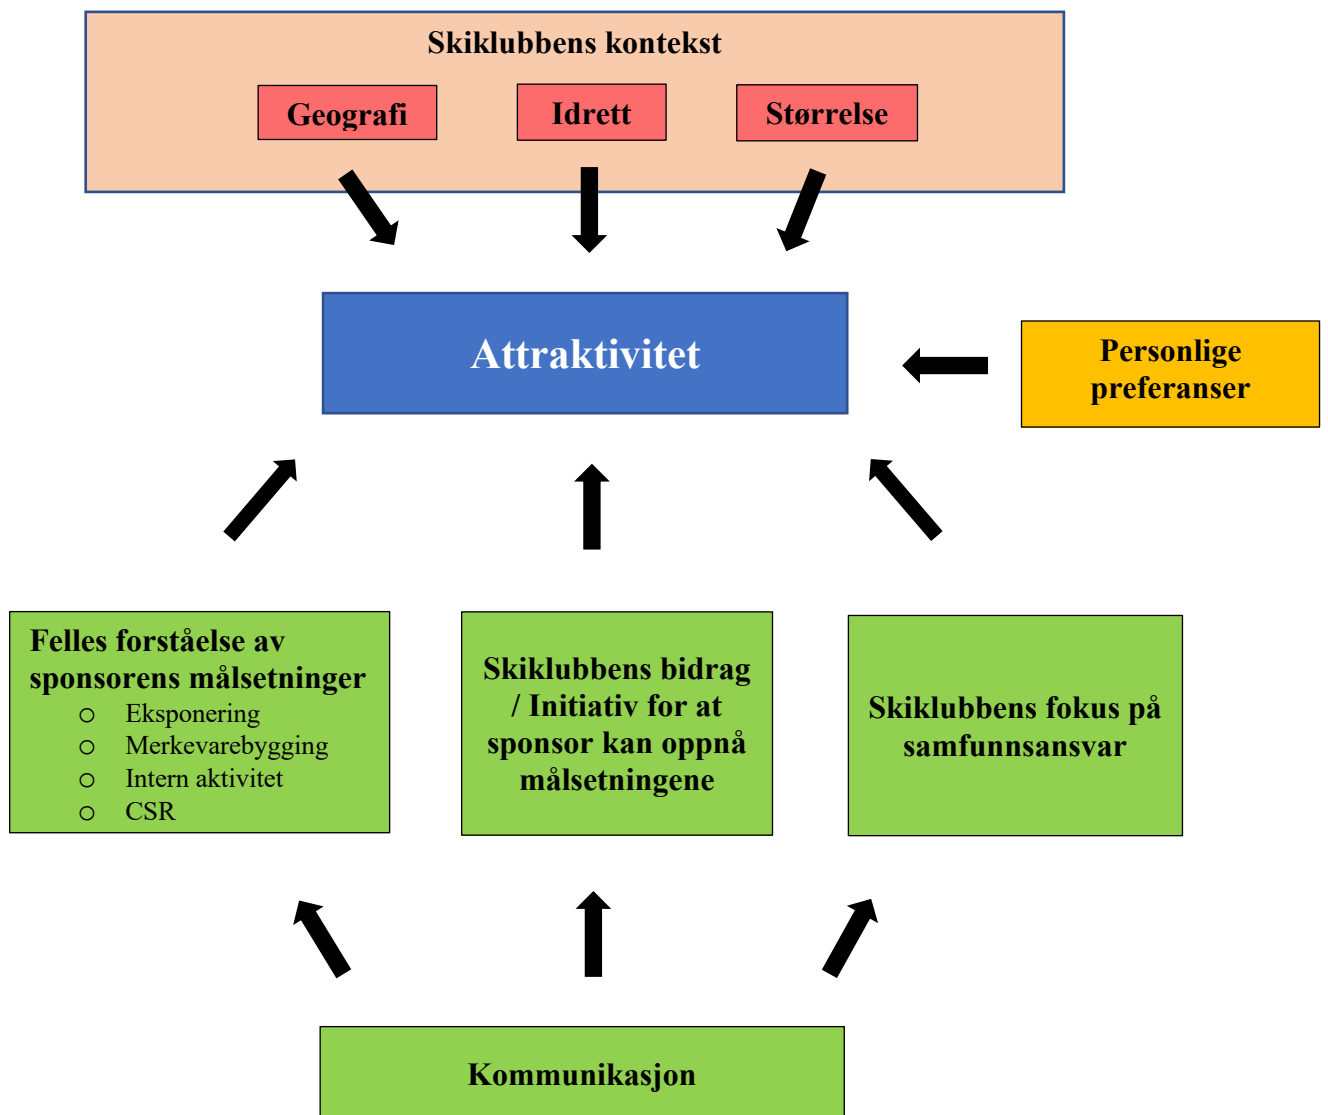 Skiklubbens kontekst
Geografi
Idrett
Størrelse
Attraktivitet
Personlige
preferanser
Felles forståelse av
sponsorens målsetninger
o Eksponering
o Merkevarebygging
o Intern aktivitet
o CSR
Skiklubbens bidrag
/ Initiativ for at
sponsor kan oppnå
målsetningene
Skiklubbens fokus på
samfunnsansvar
Kommunikasjon